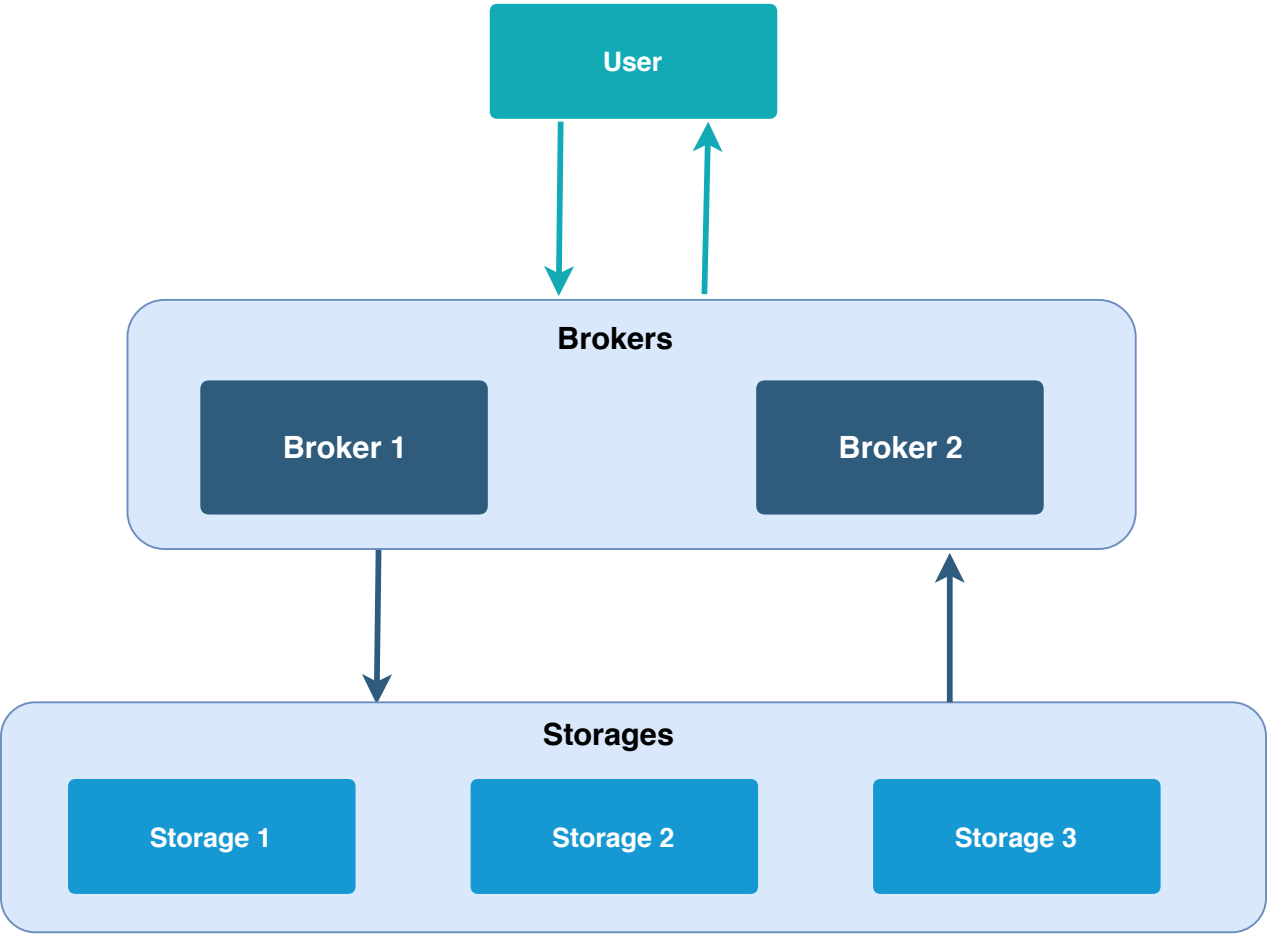 User
Brokers
Broker 1
Broker 2
Storages
Storage 1
Storage 2
Storage 3